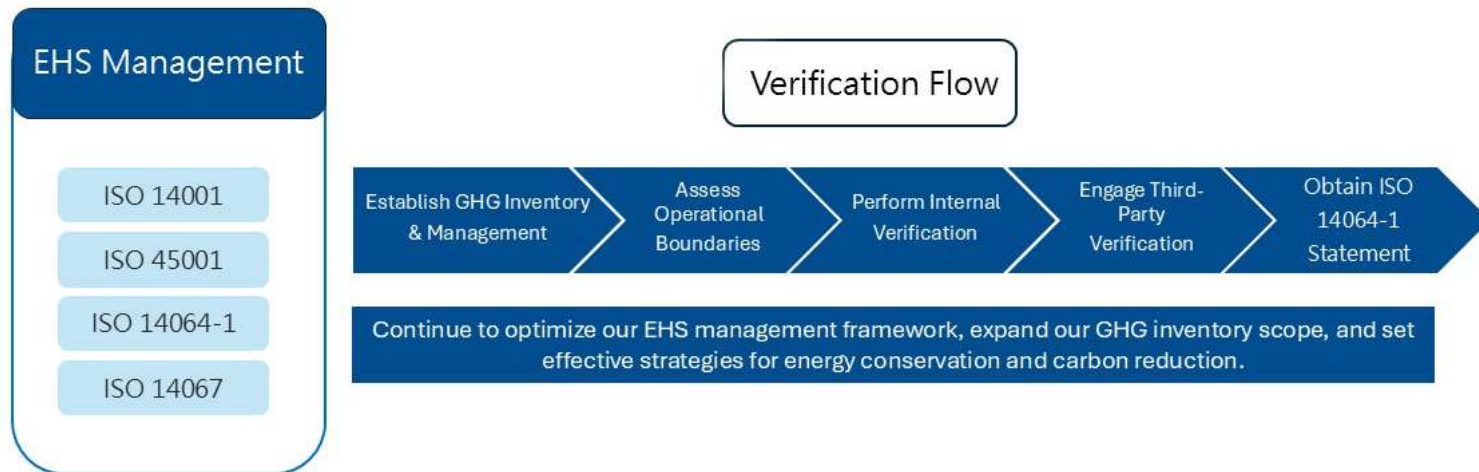 EHS Management
ISO 14001
ISO 45001
ISO 14064-1
ISO 14067
Verification Flow
Establish GHG Inventory
& Management
Assess
Operational
Boundaries
Perform Internal
Verification
Engage Third-
Party
Verification
Obtain ISO
14064-1
Statement
Continue to optimize our EHS management framework, expand our GHG inventory scope, and set
effective strategies for energy conservation and carbon reduction.